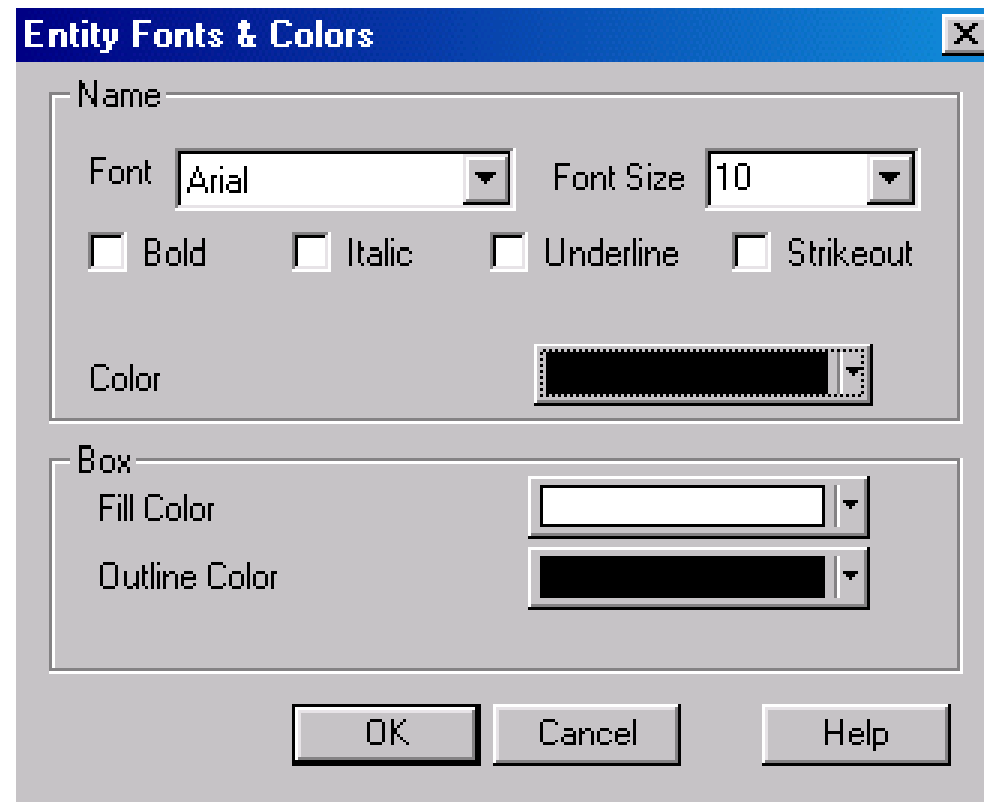 Entity Fonts & Colors
Name
Font Arial Font Size 10
Bold Italic Underline Strikeout
Color
Box
Fill Color
Outline Color
OK Cancel Help